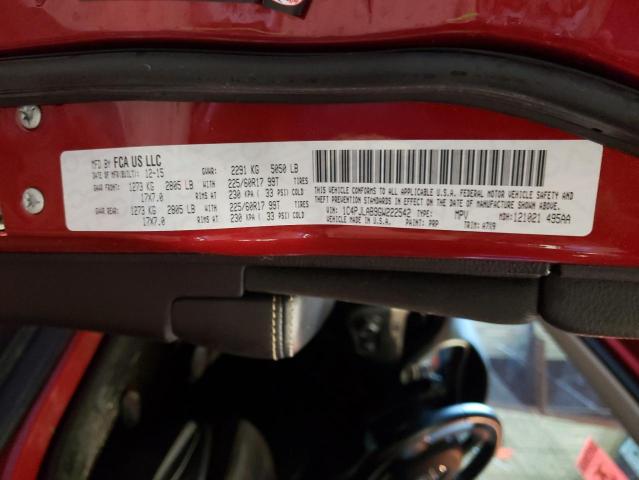 MFD BY FCA US LLC
DATE OF MFR(BUILT): 12-15 GVWR: 2291 KG 5050 LB
GAWR FRONT: 1273 KG 2805 LB WITH 225/60R17 99T TIRES
17X7.0 RIMS AT 230 KPA ( 33 PSI) COLD
GAWR REAR: 1273 KG 2805 LB WITH 225/60R17 99T TIRES
17X7.0 RIMS AT 230 KPA ( 33 PSI) COLD
THIS VEHICLE CONFORMS TO ALL APPLICABLE U.S.A. FEDERAL MOTOR VEHICLE SAFETY AND
THEFT PREVENTION STANDARDS IN EFFECT ON THE DATE OF MANUFACTURE SHOWN ABOVE.
VIN: 1C4PJLAB9GW222542 TYPE: MPV MDH: 121021 495AA
VEHICLE MADE IN U.S.A. PAINT: PRP TRIM: A7X9